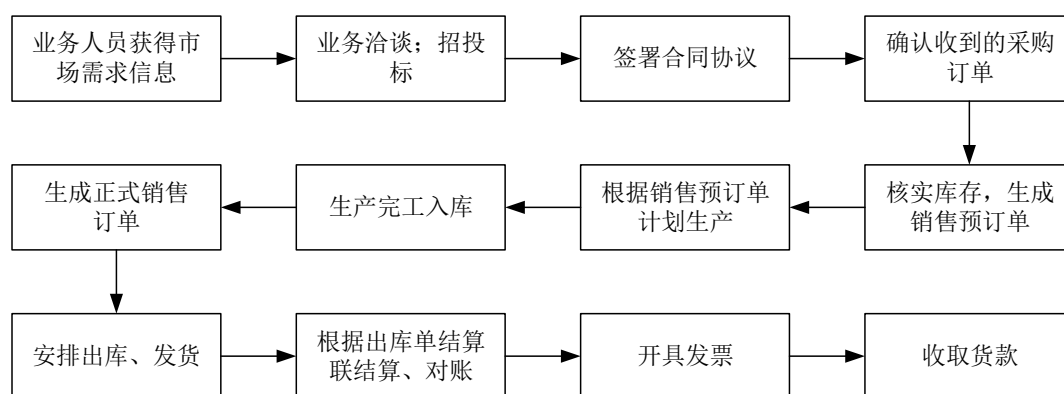 业务人员获得市
场需求信息
业务洽谈；招投
标
签署合同协议
确认收到的采购
订单
核实库存，生成
销售预订单
根据销售预订单
计划生产
生产完工入库
生成正式销售
订单
安排出库、发货
根据出库单结算
联结算、对账
开具发票
收取货款